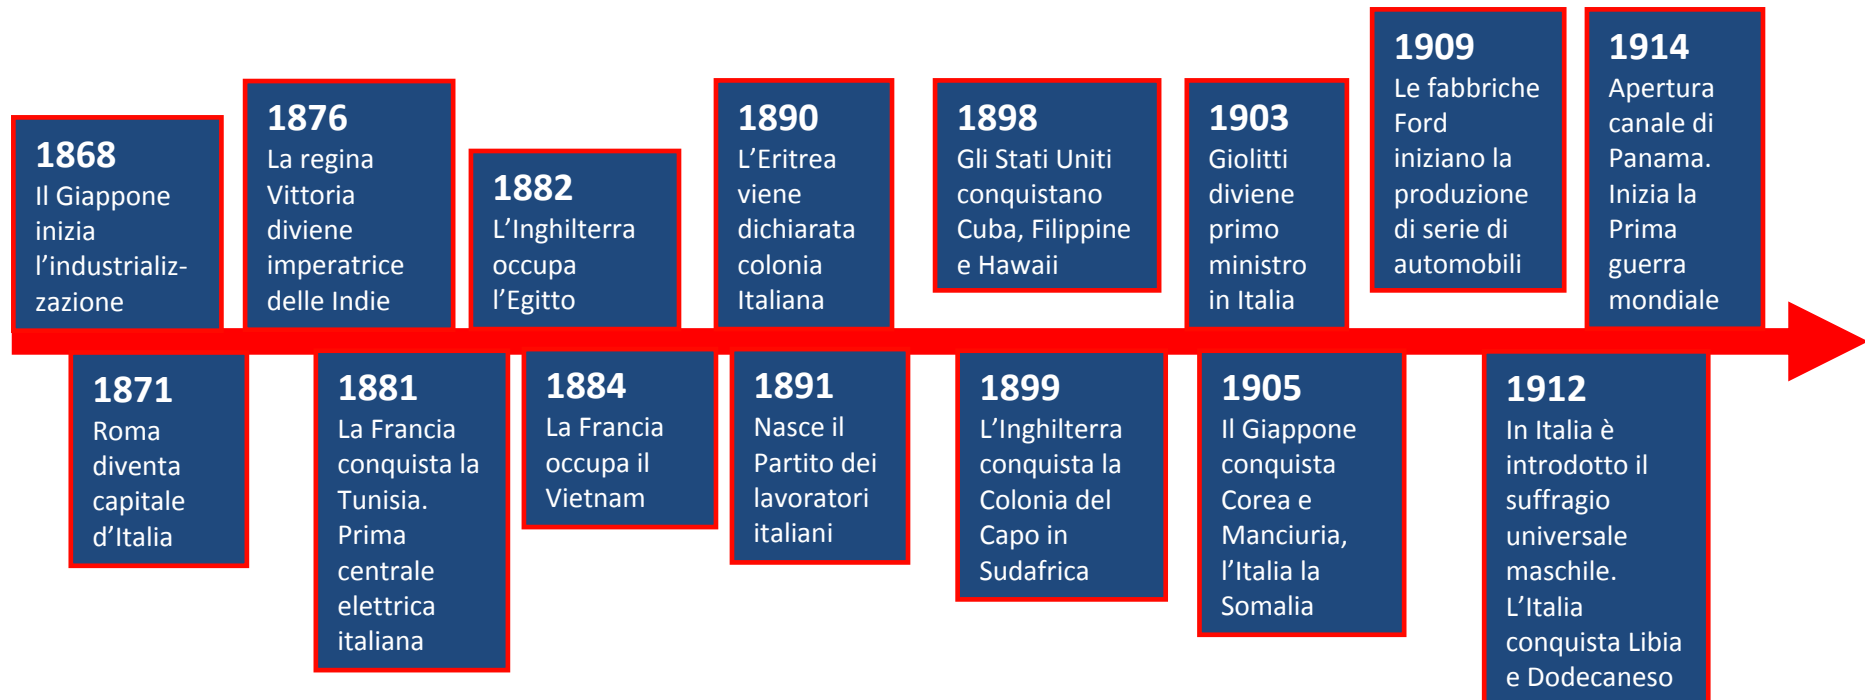 1868
Il Giappone
inizia
l’industrializ-
zazione
1871
Roma
diventa
capitale
d’Italia
1876
La regina
Vittoria
diviene
imperatrice
delle Indie
1881
La Francia
conquista la
Tunisia.
Prima
centrale
elettrica
italiana
1882
L’Inghilterra
occupa
l’Egitto
1884
La Francia
occupa il
Vietnam
1890
L’Eritrea
viene
dichiarata
colonia
Italiana
1891
Nasce il
Partito dei
lavoratori
italiani
1898
Gli Stati Uniti
conquistano
Cuba, Filippine
e Hawaii
1899
L’Inghilterra
conquista la
Colonia del
Capo in
Sudafrica
1903
Giolitti
diviene
primo
ministro
in Italia
1905
Il Giappone
conquista
Corea e
Manciuria,
l’Italia la
Somalia
1909
Le fabbriche
Ford
iniziano la
produzione
di serie di
automobili
1912
In Italia è
introdotto il
suffragio
universale
maschile.
L’Italia
conquista Libia
e Dodecaneso
1914
Apertura
canale di
Panama.
Inizia la
Prima
guerra
mondiale